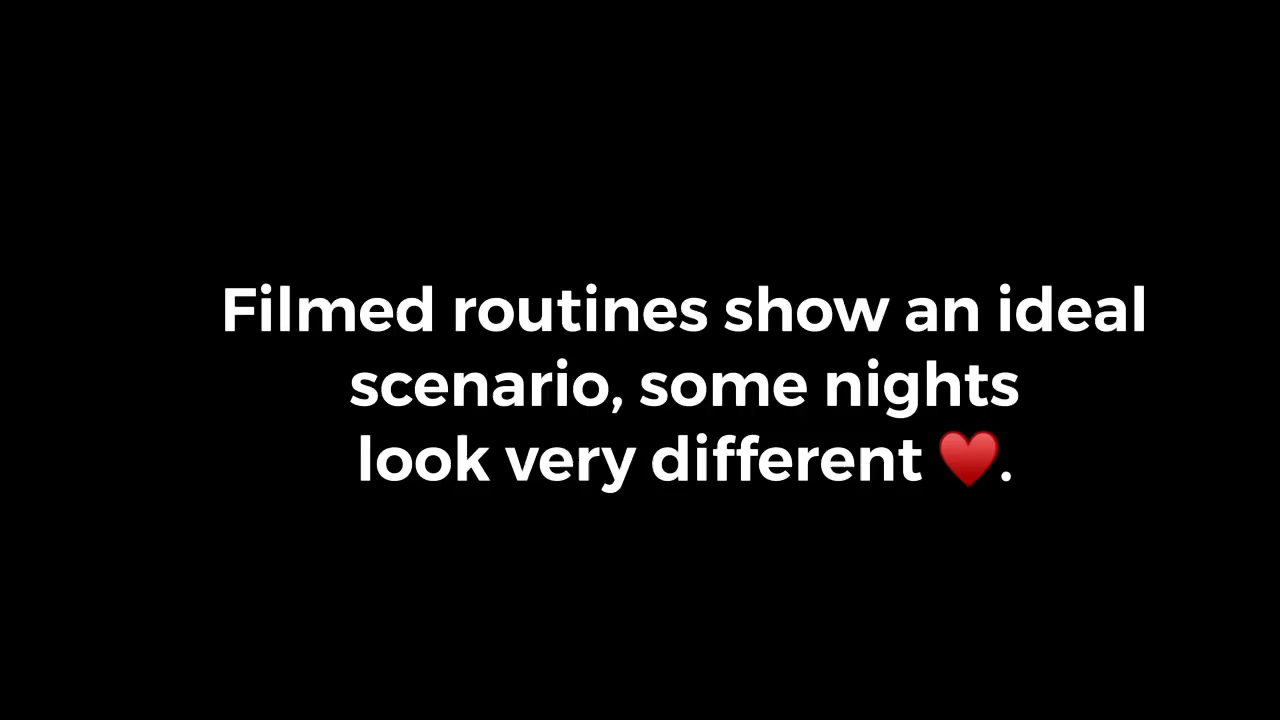 Filmed routines show an ideal
scenario, some nights
look very different ♥️.